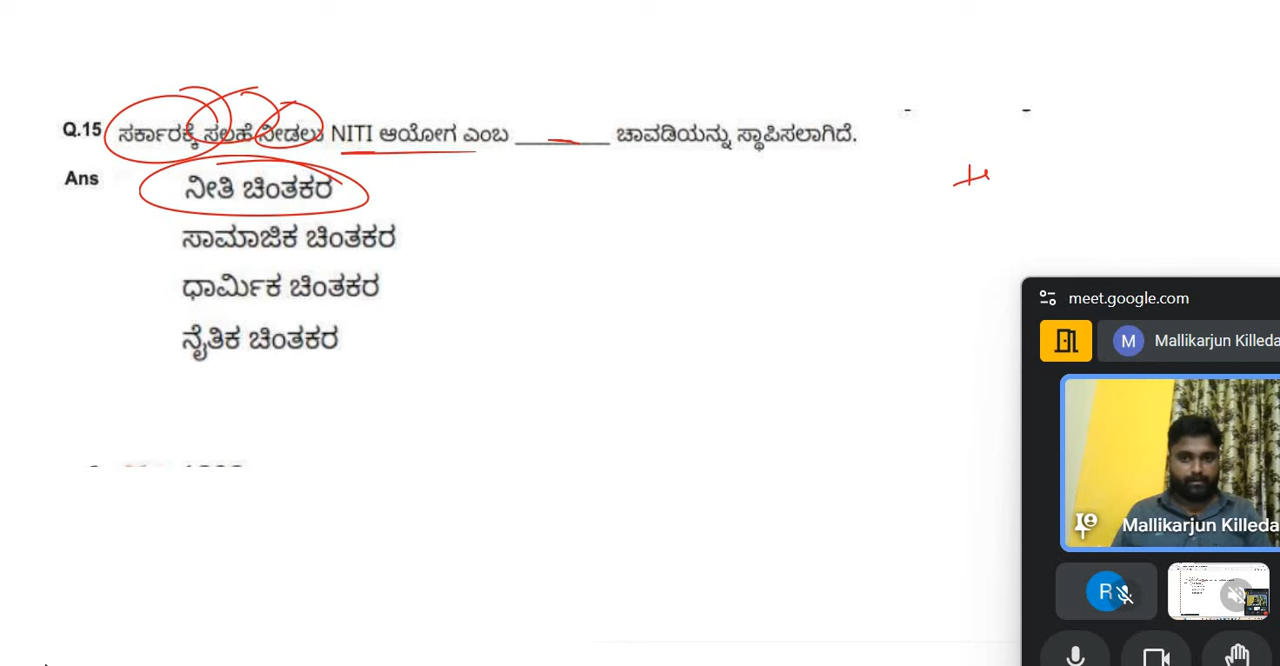 Q.15 ಸರ್ಕಾರಕ್ಕೆ ಸಲಹೆ ನೀಡಲು NITI ಆಯೋಗ ಎಂಬ ________ ಚಾವಡಿಯನ್ನು ಸ್ಥಾಪಿಸಲಾಗಿದೆ.
Ans ನೀತಿ ಚಿಂತಕರ
ಸಾಮಾಜಿಕ ಚಿಂತಕರ
ಧಾರ್ಮಿಕ ಚಿಂತಕರ
ನೈತಿಕ ಚಿಂತಕರ
meet.google.com
M Mallikarjun Killeda
Mallikarjun Killeda
R